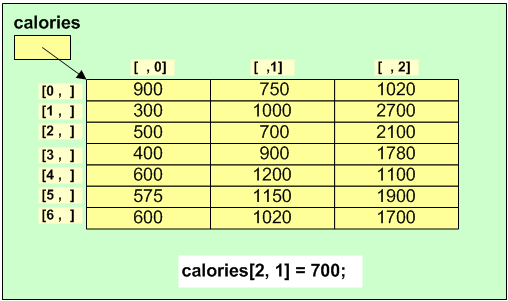 calories
[ , 0] [ ,1] [ , 2]
[0 , ] 900 750 1020
[1 , ] 300 1000 2700
[2 , ] 500 700 2100
[3 , ] 400 900 1780
[4 , ] 600 1200 1100
[5 , ] 575 1150 1900
[6 , ] 600 1020 1700
calories[2, 1] = 700;